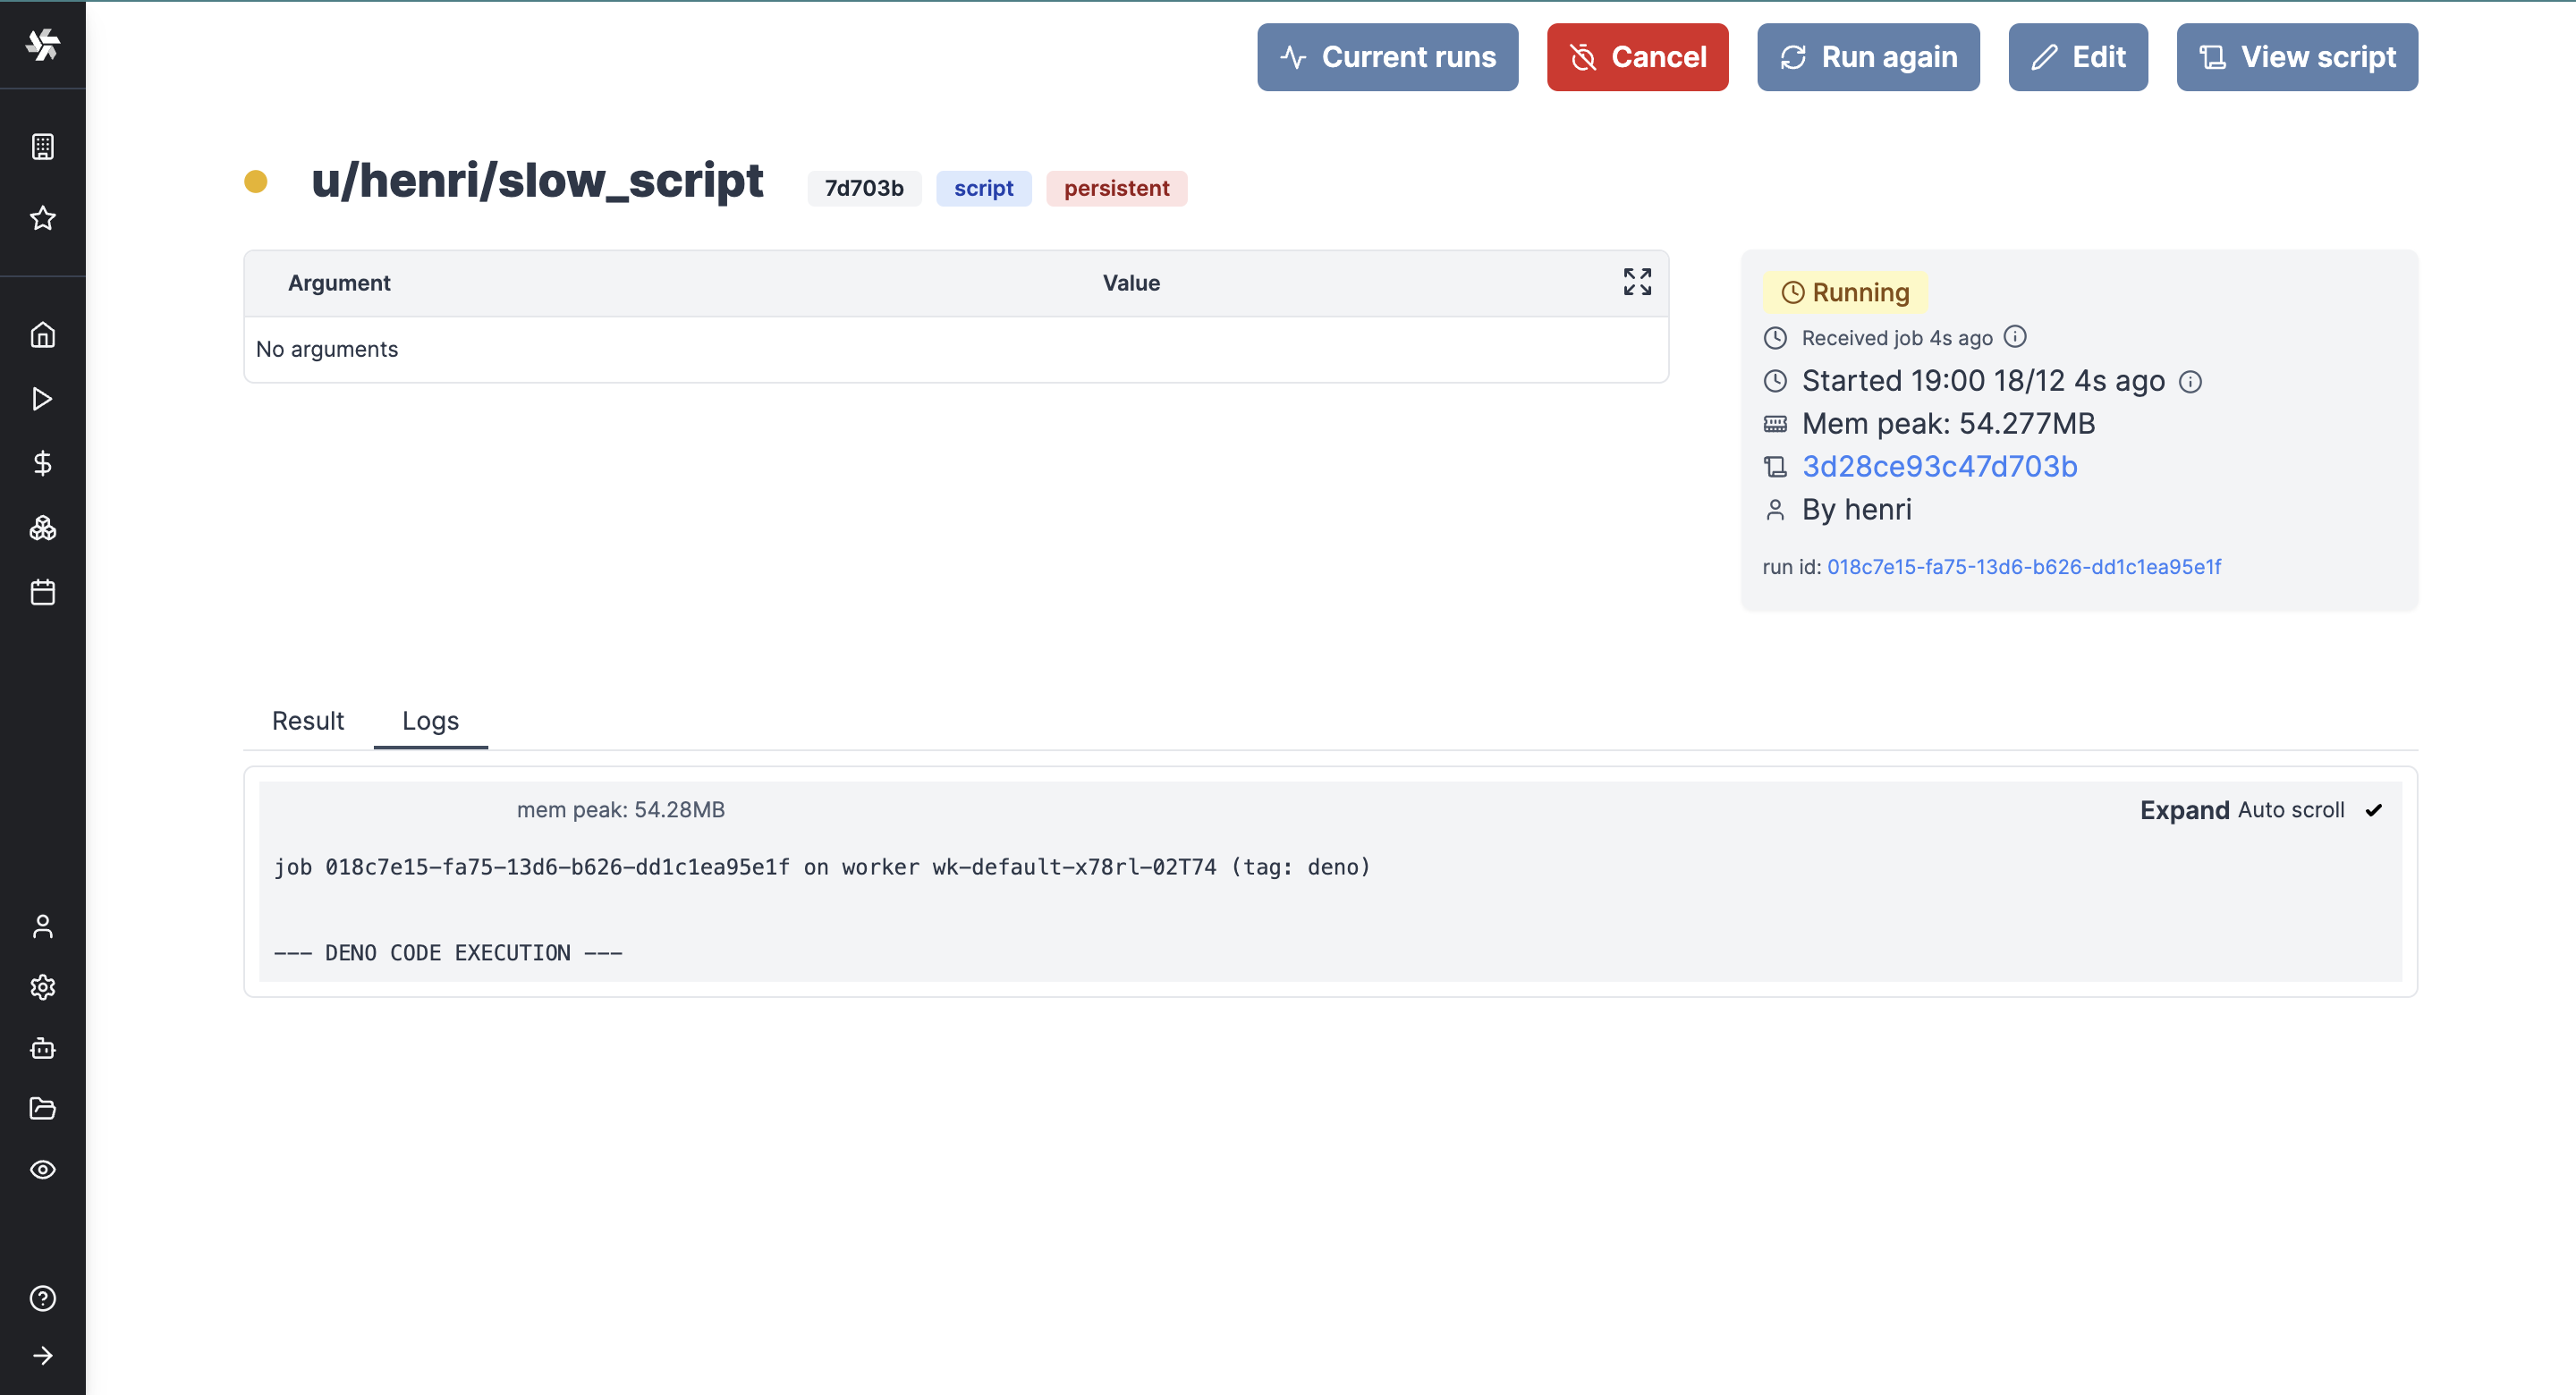 Current runs
Cancel
Run again
Edit
View script
u/henri/slow_script
7d703b
script
persistent
Argument
Value
No arguments
Running
Received job 4s ago
Started 19:00 18/12 4s ago
Mem peak: 54.277MB
3d28ce93c47d703b
By henri
run id: 018c7e15-fa75-13d6-b626-dd1c1ea95e1f
Result
Logs
mem peak: 54.28MB
Expand
Auto scroll
job 018c7e15-fa75-13d6-b626-dd1c1ea95e1f on worker wk-default-x78rl-02T74 (tag: deno)
--- DENO CODE EXECUTION ---